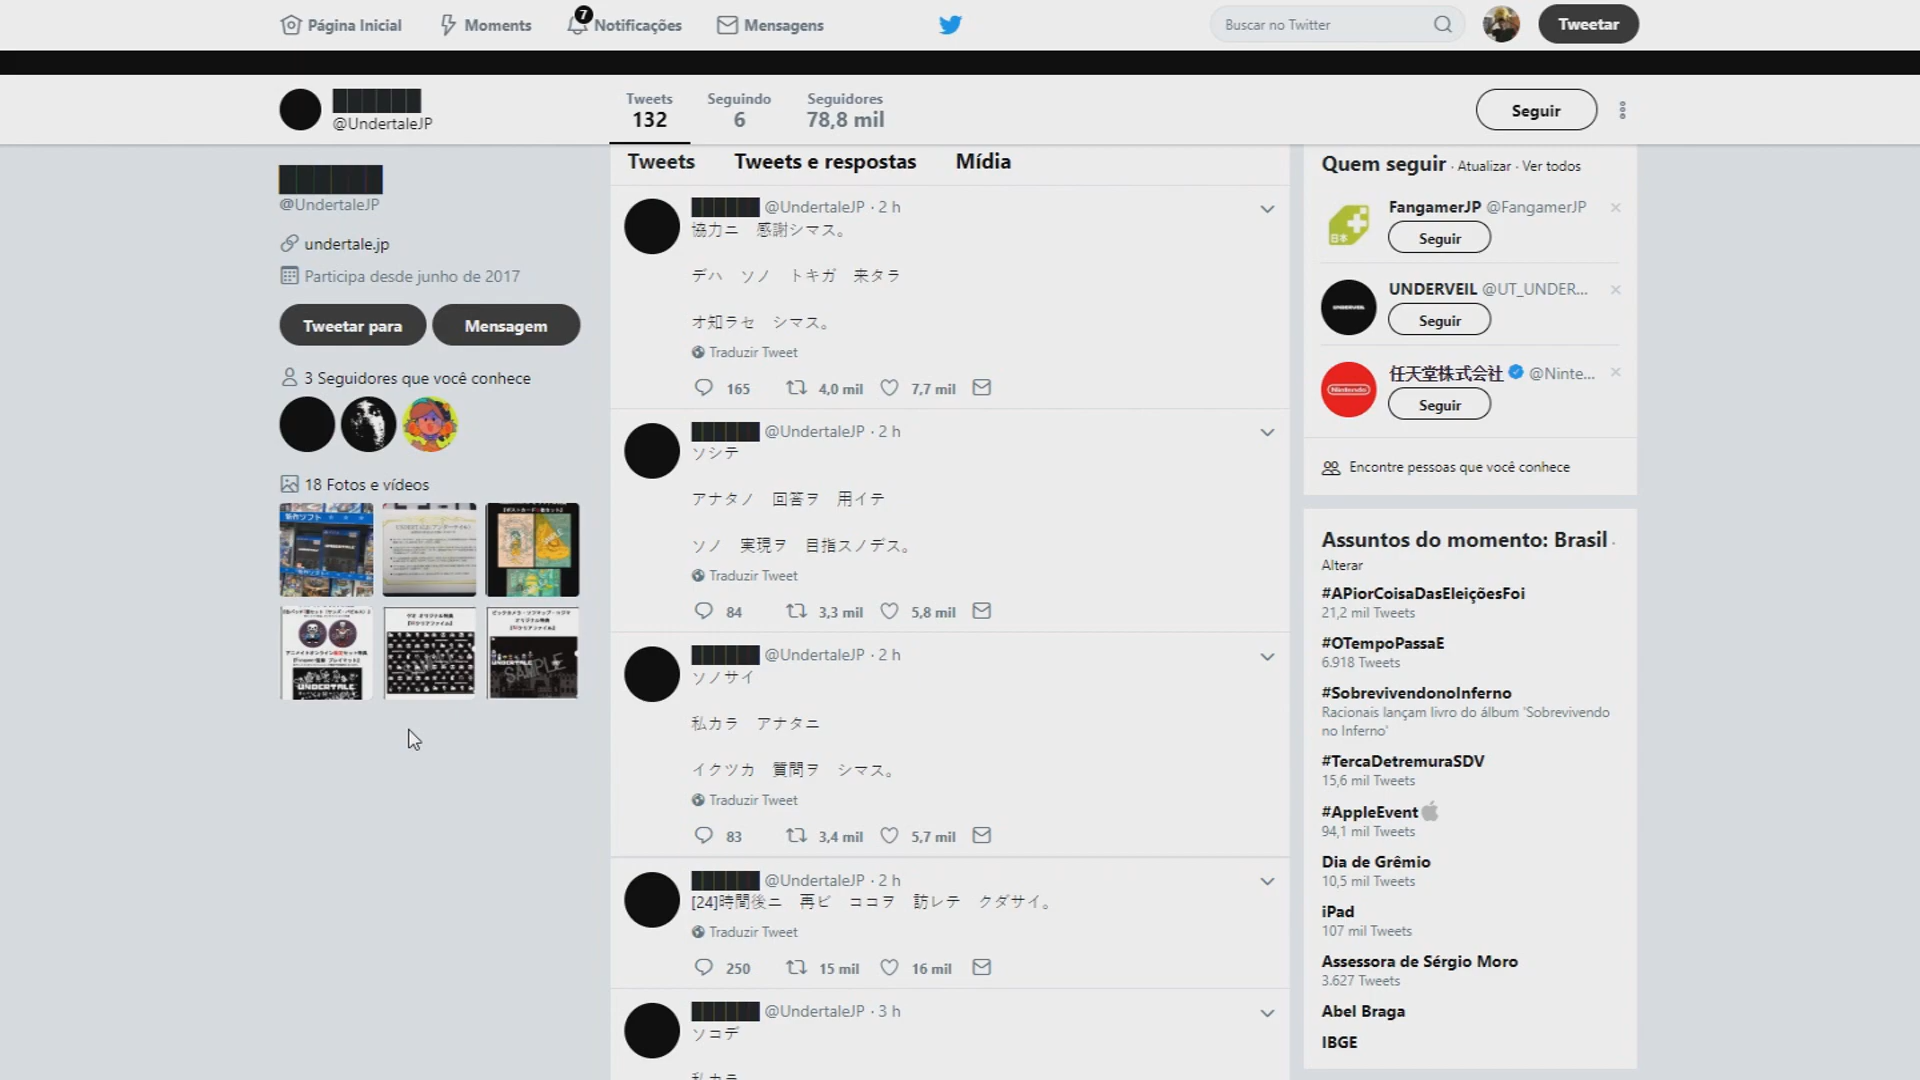 Página Inicial
Moments
7
Notificações
Mensagens
Buscar no Twitter
Tweetar
@UndertaleJP
Tweets
132
Seguindo
6
Seguidores
78,8 mil
Seguir
@UndertaleJP
undertale.jp
Participa desde junho de 2017
Tweetar para
Mensagem
3 Seguidores que você conhece
18 Fotos e vídeos
UNDERTALE
SAMPLE
Tweets
Tweets e respostas
Mídia
@UndertaleJP · 2 h
協力ニ　感謝シマス。
デハ　ソノ　トキガ　来タラ
オ知ラセ　シマス。
Traduzir Tweet
165
4,0 mil
7,7 mil
@UndertaleJP · 2 h
ソシテ
アナタノ　回答ヲ　用イテ
ソノ　実現ヲ　目指スノデス。
Traduzir Tweet
84
3,3 mil
5,8 mil
@UndertaleJP · 2 h
ソノサイ
私カラ　アナタニ
イクツカ　質問ヲ　シマス。
Traduzir Tweet
83
3,4 mil
5,7 mil
@UndertaleJP · 2 h
[24]時間後ニ　再ビ　ココヲ　訪レテ　クダサイ。
Traduzir Tweet
250
15 mil
16 mil
@UndertaleJP · 3 h
ソコデ
私カラ
Quem seguir · Atualizar · Ver todos
FangamerJP @FangamerJP
日本
Seguir
UNDERVEIL @UT_UNDER...
Seguir
任天堂株式会社 @Ninte...
Nintendo
Seguir
Encontre pessoas que você conhece
Assuntos do momento: Brasil ·
Alterar
#APiorCoisaDasEleiçõesFoi
21,2 mil Tweets
#OTempoPassaE
6.918 Tweets
#SobrevivendonoInferno
Racionais lançam livro do álbum 'Sobrevivendo
no Inferno'
#TercaDetremuraSDV
15,6 mil Tweets
#AppleEvent
94,1 mil Tweets
Dia de Grêmio
10,5 mil Tweets
iPad
107 mil Tweets
Assessora de Sérgio Moro
3.627 Tweets
Abel Braga
IBGE